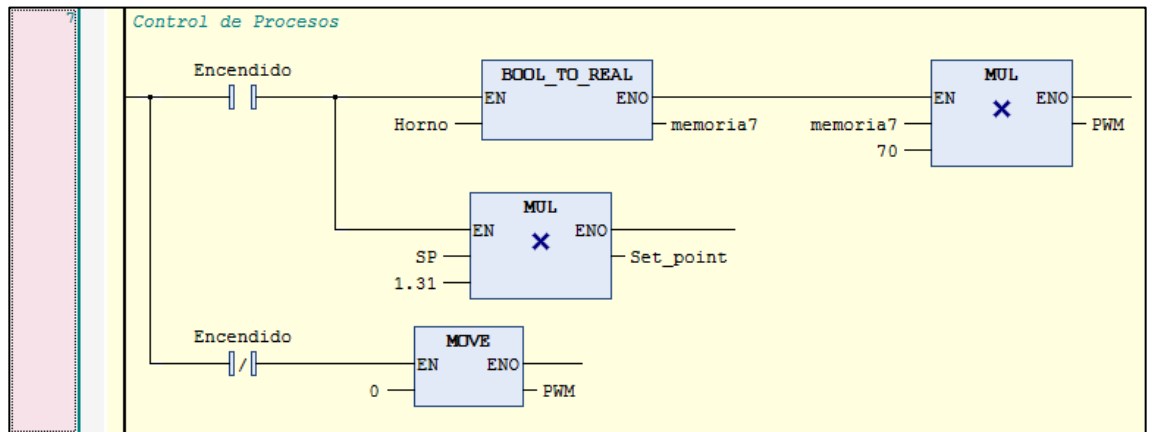 7
Control de Procesos
Encendido
BOOL_TO_REAL
EN ENO
Horno
memoria7
MUL
EN ENO
memoria7
70
PWM
MUL
EN ENO
SP
1.31
Set_point
Encendido
MOVE
EN ENO
0
PWM